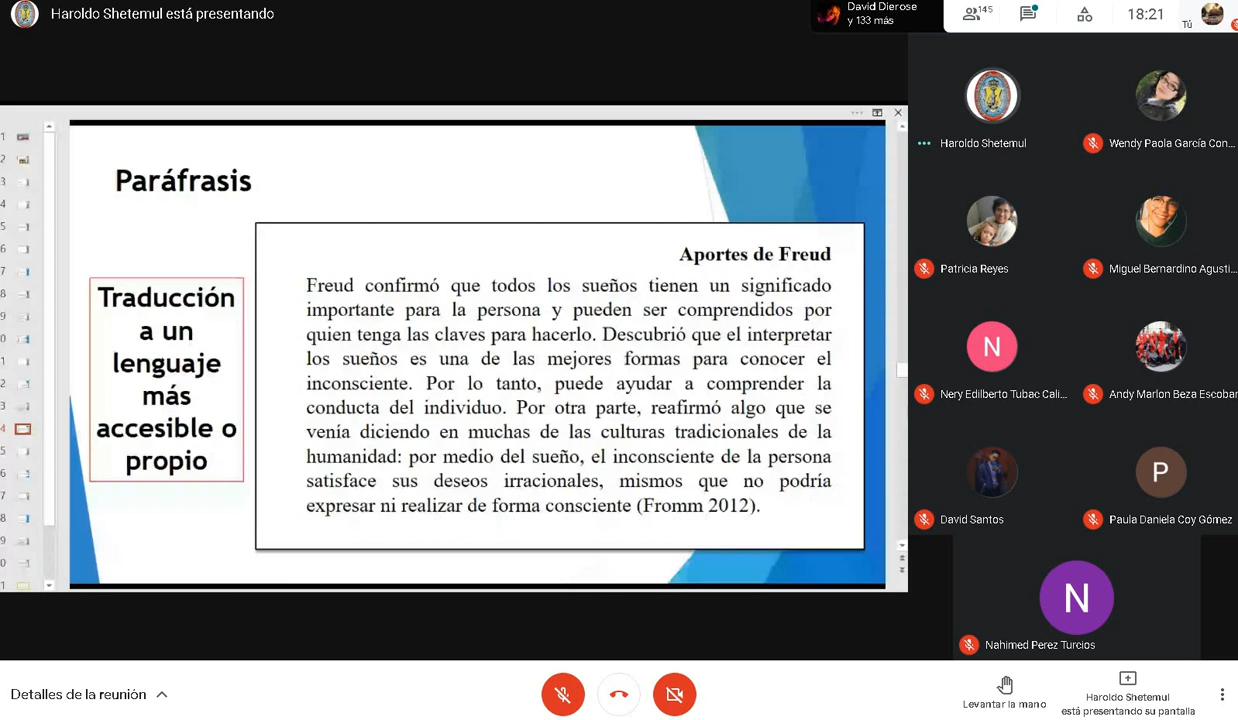 Haroldo Shetemul está presentando
David Dierose
y 133 más
145
18:21
Tú
Paráfrasis
Traducción
a un
lenguaje
más
accesible o
propio
Aportes de Freud
Freud confirmó que todos los sueños tienen un significado
importante para la persona y pueden ser comprendidos por
quien tenga las claves para hacerlo. Descubrió que el interpretar
los sueños es una de las mejores formas para conocer el
inconsciente. Por lo tanto, puede ayudar a comprender la
conducta del individuo. Por otra parte, reafirmó algo que se
venía diciendo en muchas de las culturas tradicionales de la
humanidad: por medio del sueño, el inconsciente de la persona
satisface sus deseos irracionales, mismos que no podría
expresar ni realizar de forma consciente (Fromm 2012).
Haroldo Shetemul
Wendy Paola García Con...
Patricia Reyes
Miguel Bernardino Agusti...
N
Nery Edilberto Tubac Cali...
Andy Marlon Beza Escobar
David Santos
P
Paula Daniela Coy Gómez
N
Nahimed Perez Turcios
Detalles de la reunión
Levantar la mano
Haroldo Shetemul
está presentando su pantalla